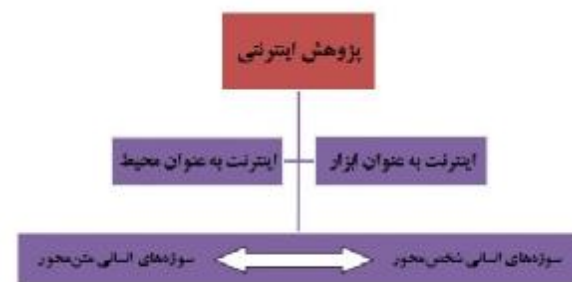 پژوهش اینترنتی
اینترنت به عنوان ابزار
اینترنت به عنوان محیط
سوژه‌های انسانی شخص‌محور
سوژه‌های انسانی متن‌محور